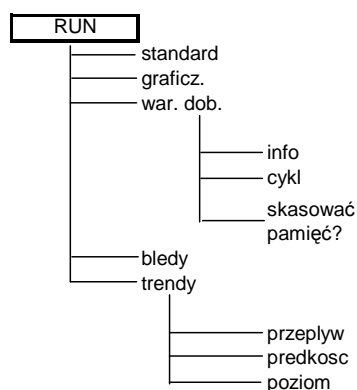 RUN
standard
graficz.
war. dob.
info
cykl
skasować
pamięć?
bledy
trendy
przeplyw
predkosc
poziom